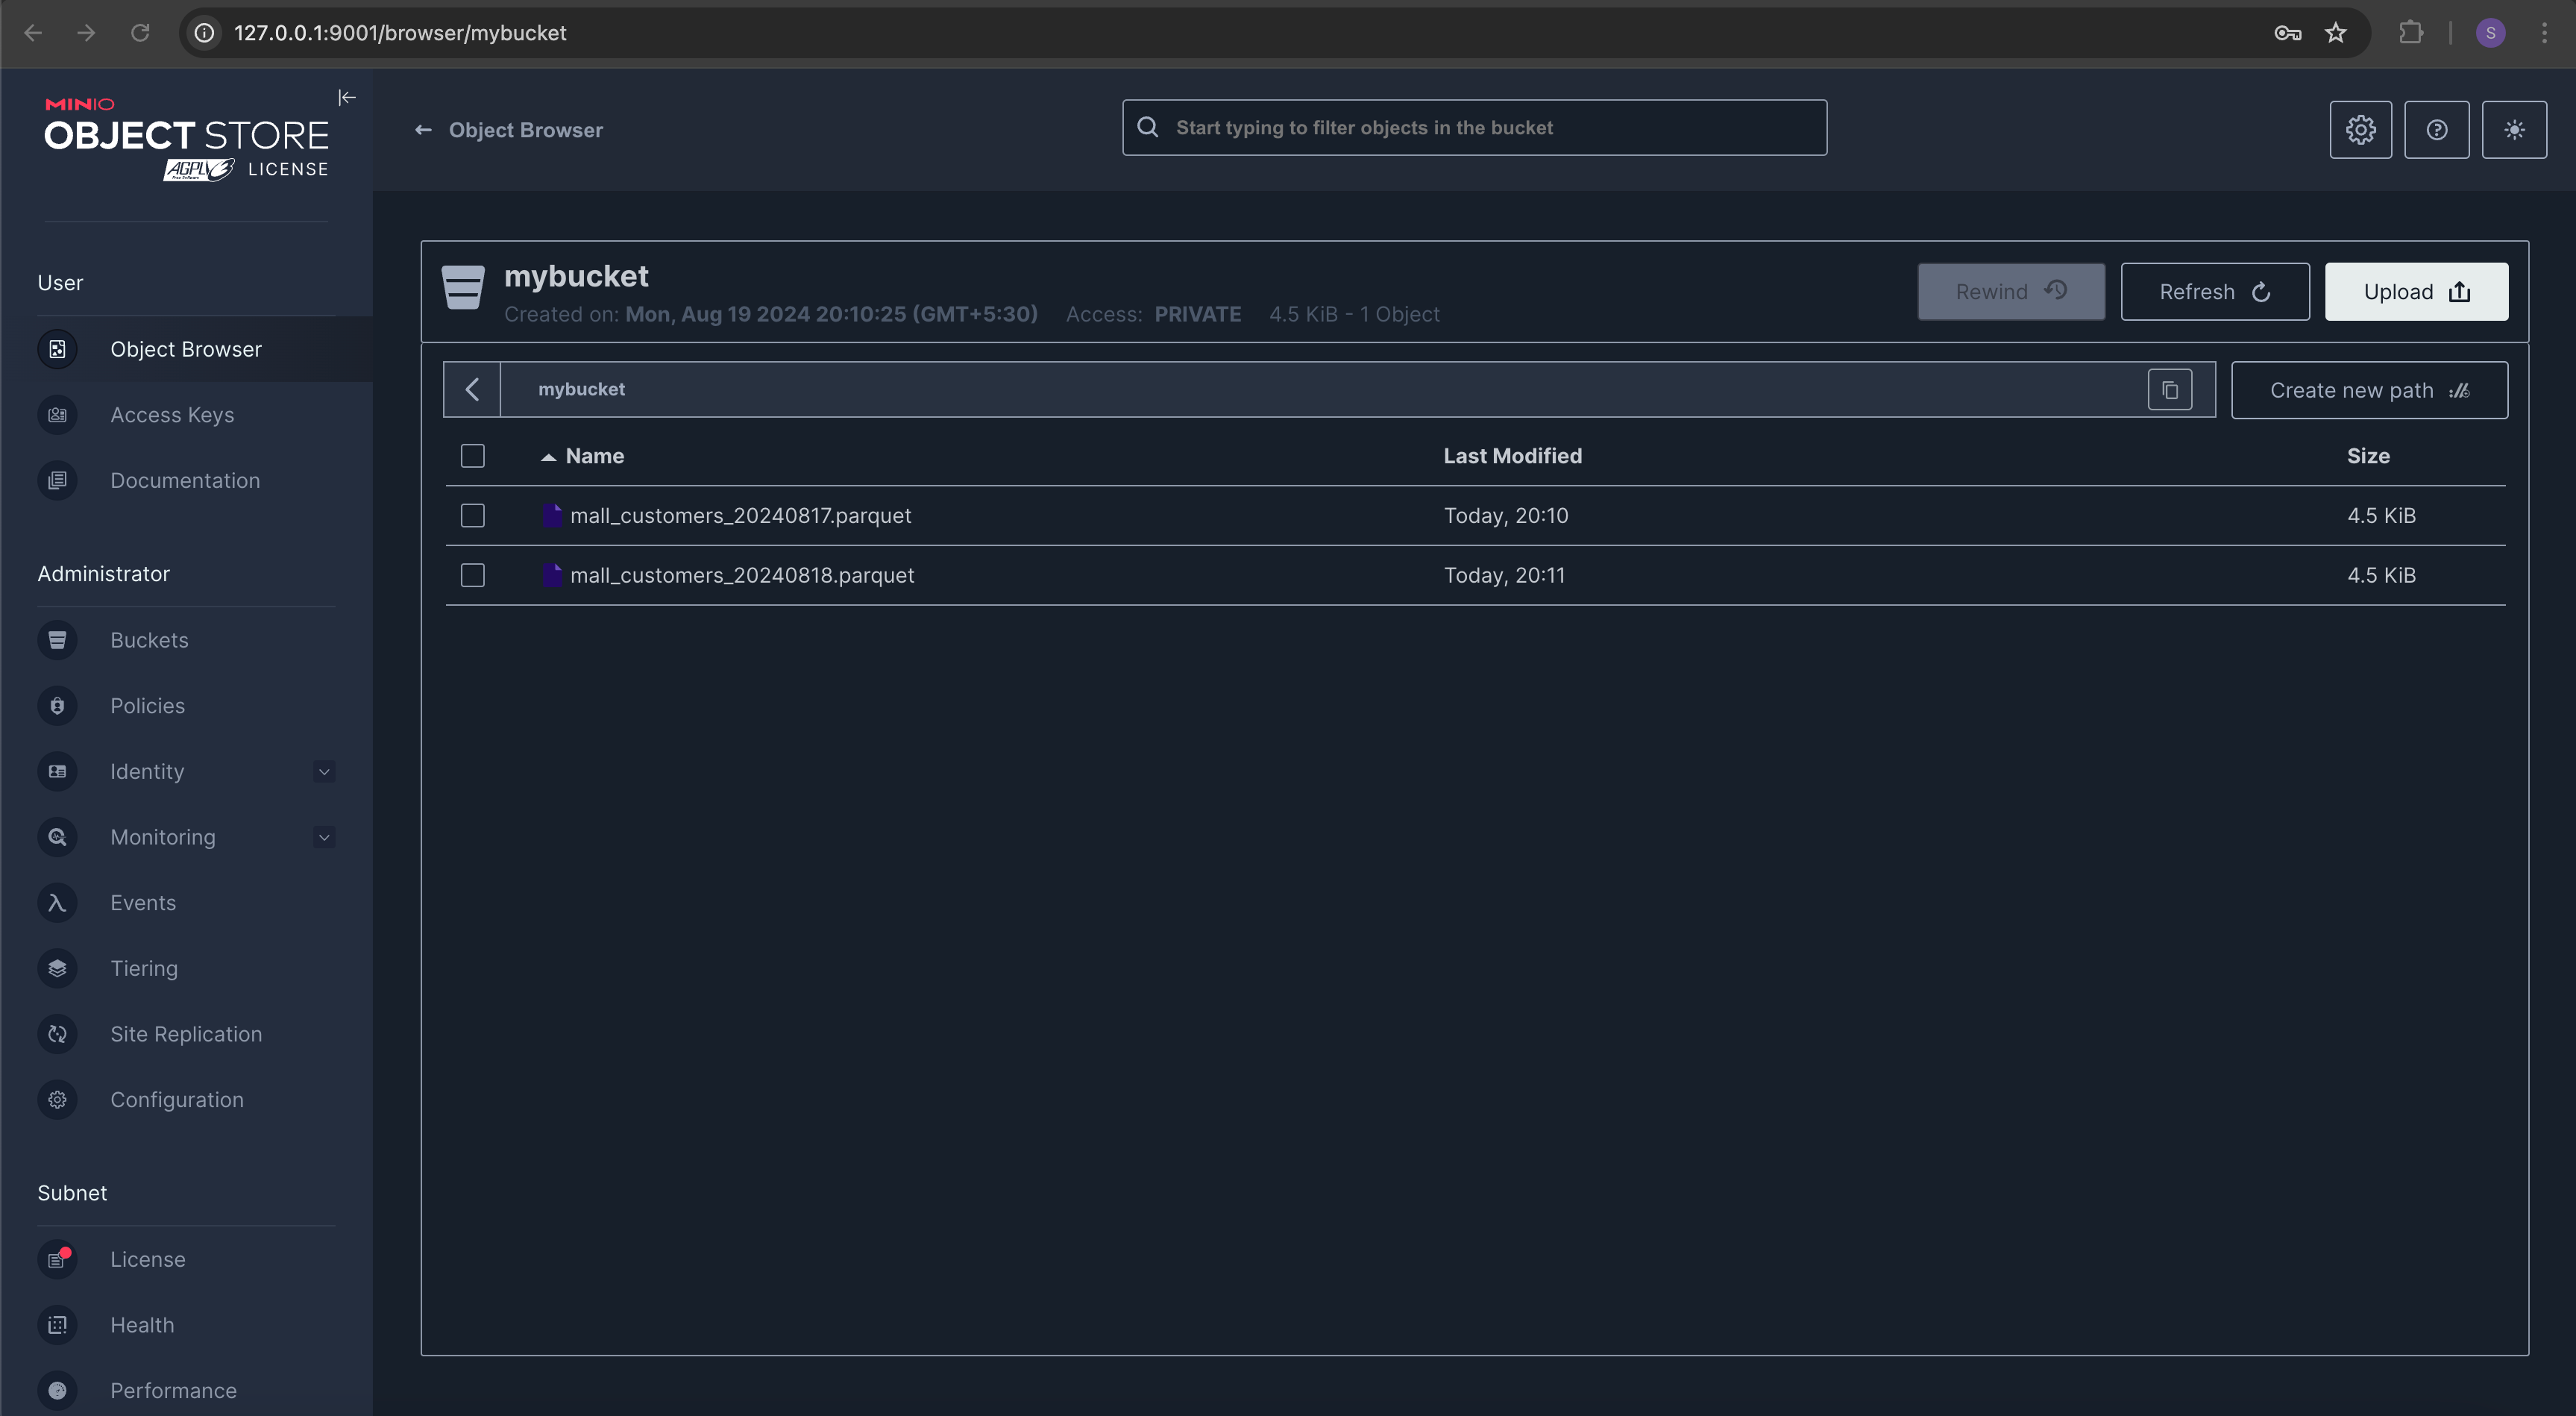 127.0.0.1:9001/browser/mybucket
S
MINIO
OBJECT STORE
AGPL v3 LICENSE
Free Software
Object Browser
Start typing to filter objects in the bucket
User
Object Browser
Access Keys
Documentation
Administrator
Buckets
Policies
Identity
Monitoring
Events
Tiering
Site Replication
Configuration
Subnet
License
Health
Performance
mybucket
Created on: Mon, Aug 19 2024 20:10:25 (GMT+5:30) Access: PRIVATE 4.5 KiB - 1 Object
Rewind
Refresh
Upload
mybucket
Create new path
Name Last Modified Size
mall_customers_20240817.parquet Today, 20:10 4.5 KiB
mall_customers_20240818.parquet Today, 20:11 4.5 KiB